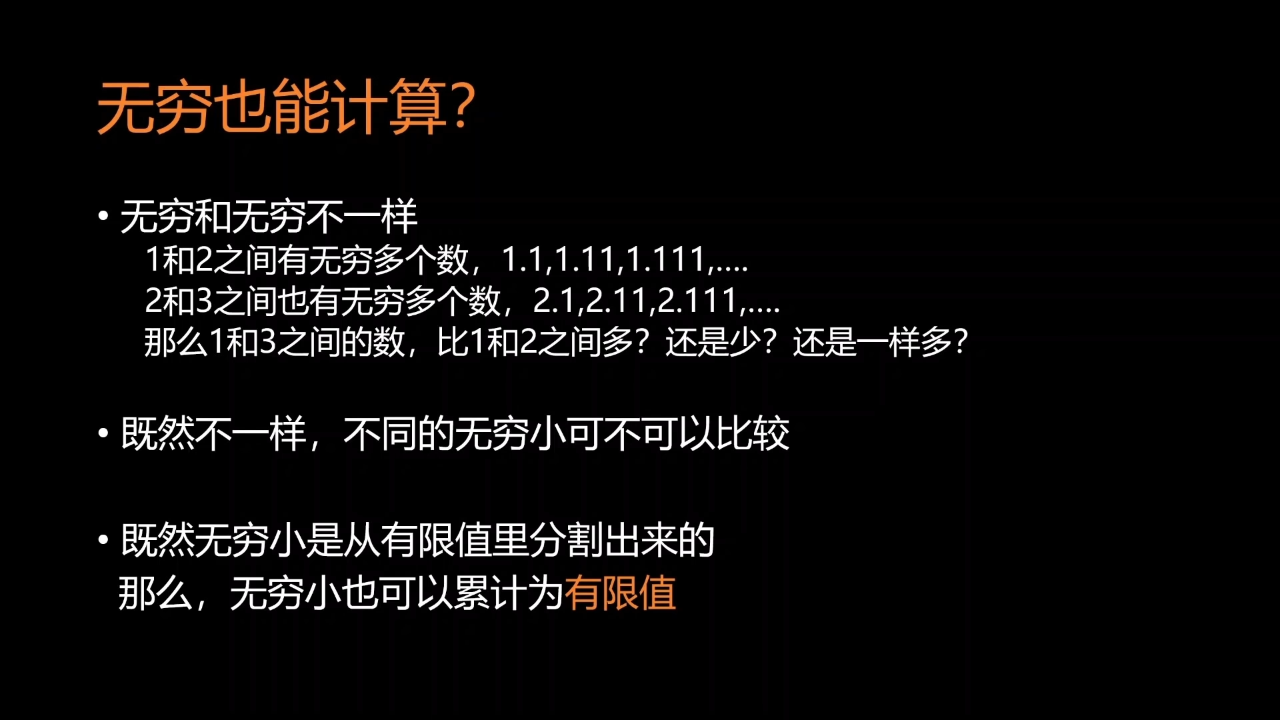 无穷也能计算?
• 无穷和无穷不一样
1和2之间有无穷多个数，1.1,1.11,1.111,....
2和3之间也有无穷多个数，2.1,2.11,2.111,....
那么1和3之间的数，比1和2之间多？还是少？还是一样多？
• 既然不一样，不同的无穷小可不可以比较
• 既然无穷小是从有限值里分割出来的
那么，无穷小也可以累计为有限值